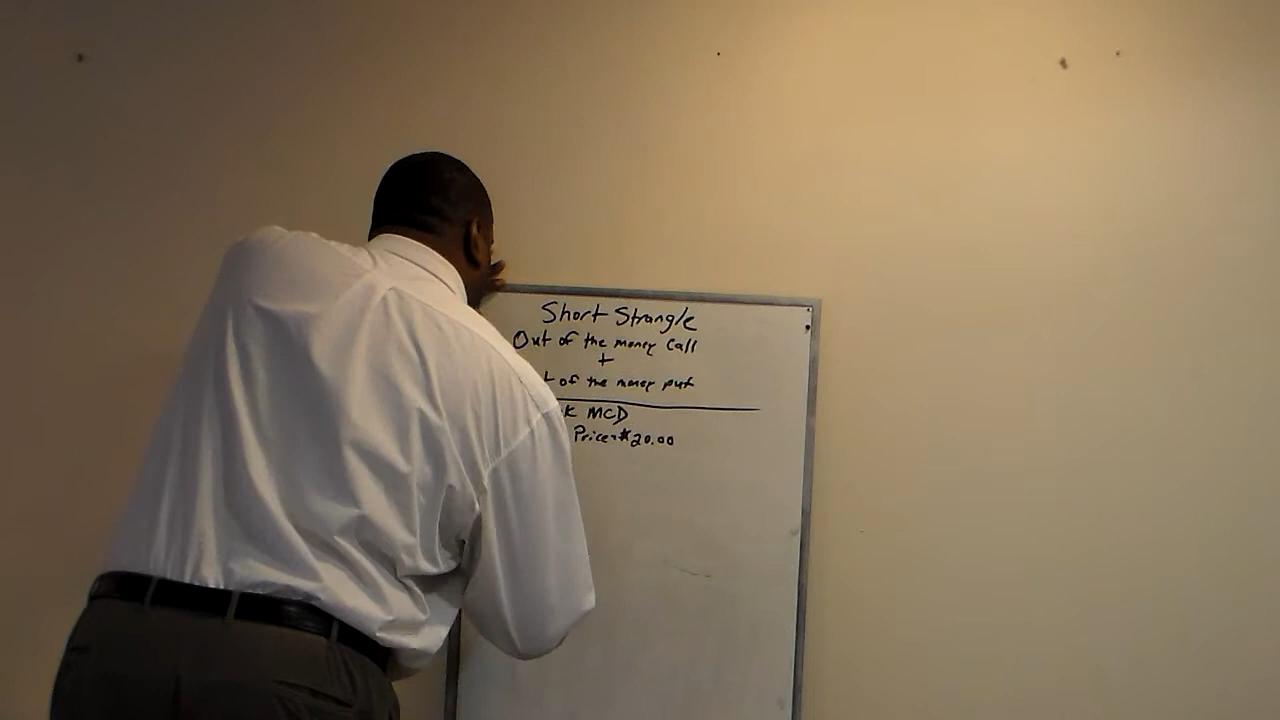 Short Strangle
Out of the money Call
+
of the money put
K MCD
Price=$20.00